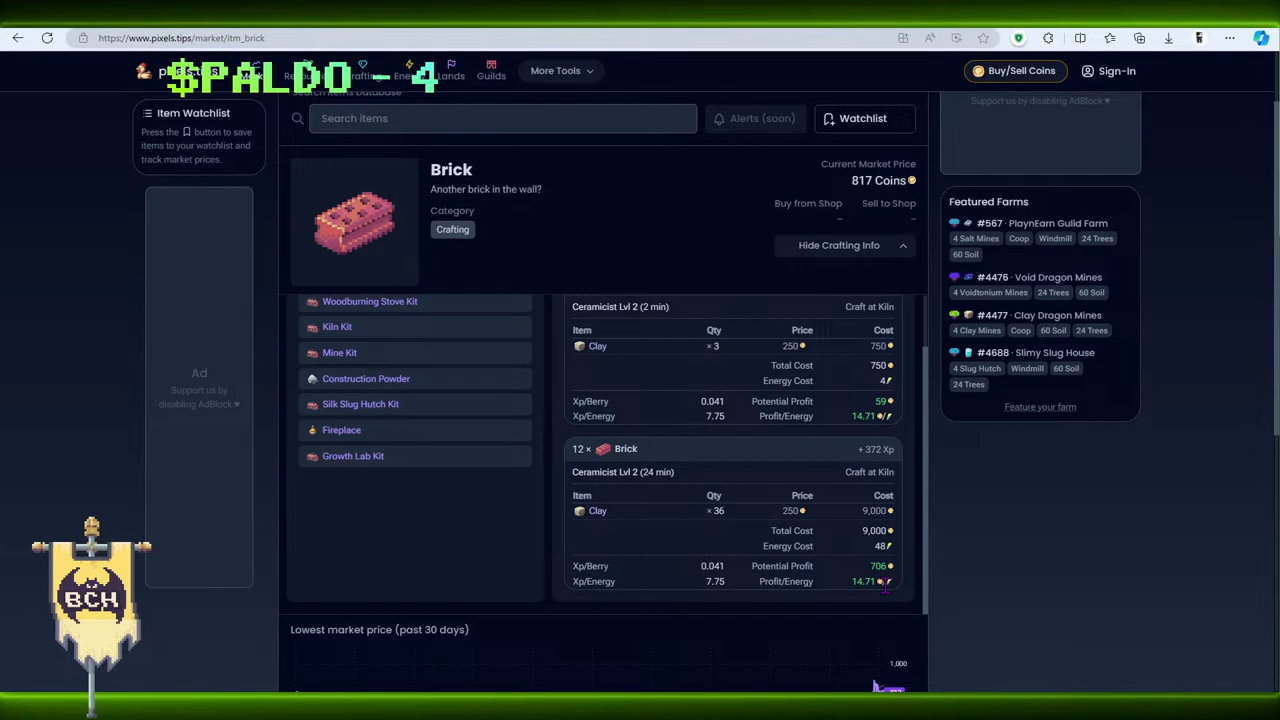 https://www.pixels.tips/market/itm_brick
pixels.tips
$PALDO - 4
Lands
Guilds
More Tools
Buy/Sell Coins
Sign-In
Item Watchlist
Press the button to save
items to your watchlist and
track market prices.
Ad
Support us by
disabling AdBlock ♥
Search Items Database
Search items
Alerts (soon)
Watchlist
Brick
Another brick in the wall?
Category
Crafting
Current Market Price
817 Coins
Buy from Shop
Sell to Shop
–
–
Hide Crafting Info
Woodburning Stove Kit
Kiln Kit
Mine Kit
Construction Powder
Silk Slug Hutch Kit
Fireplace
Growth Lab Kit
Ceramicist Lvl 2 (2 min) Craft at Kiln
Item Qty Price Cost
Clay × 3 250 750
Total Cost 750
Energy Cost 4
Xp/Berry 0.041 Potential Profit 59
Xp/Energy 7.75 Profit/Energy 14.71 /
12 × Brick + 372 Xp
Ceramicist Lvl 2 (24 min) Craft at Kiln
Item Qty Price Cost
Clay × 36 250 9,000
Total Cost 9,000
Energy Cost 48
Xp/Berry 0.041 Potential Profit 706
Xp/Energy 7.75 Profit/Energy 14.71
Lowest market price (past 30 days)
1,000
Support us by disabling AdBlock ♥
Featured Farms
#567 · PlaynEarn Guild Farm
4 Salt Mines Coop Windmill 24 Trees
60 Soil
#4476 · Void Dragon Mines
4 Voidtonium Mines 24 Trees 60 Soil
#4477 · Clay Dragon Mines
4 Clay Mines Coop 60 Soil 24 Trees
#4688 · Slimy Slug House
4 Slug Hutch Windmill 60 Soil
24 Trees
Feature your farm
BCH